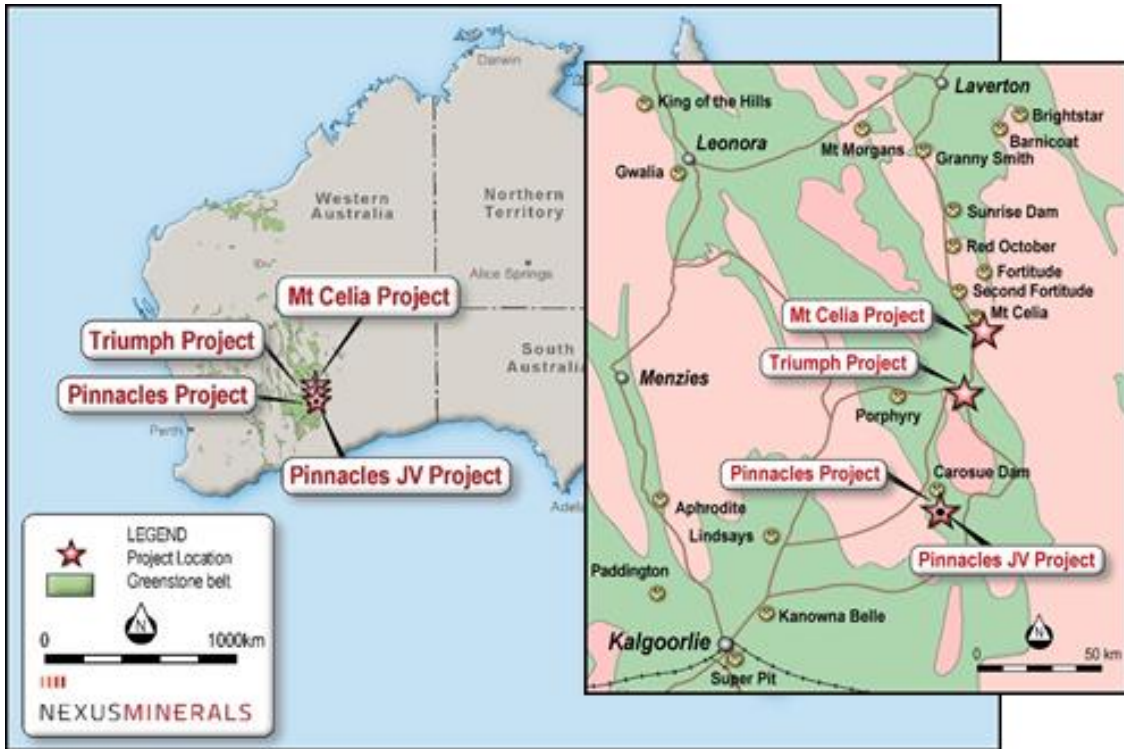 Darwin
Western
Australia
Northern
Territory
Alice Springs
South
Australia
Perth
Mt Celia Project
Triumph Project
Pinnacles Project
Pinnacles JV Project
LEGEND
Project Location
Greenstone belt
N
0
1000km
NEXUSMINERALS
Laverton
King of the Hills
Brightstar
Barnicoat
Leonora
Mt Morgans
Granny Smith
Gwalia
Sunrise Dam
Red October
Fortitude
Second Fortitude
Mt Celia
Mt Celia Project
Triumph Project
Menzies
Porphyry
Pinnacles Project
Carosue Dam
Aphrodite
Lindsays
Pinnacles JV Project
Paddington
Kanowna Belle
Kalgoorlie
Super Pit
N
0
50 km